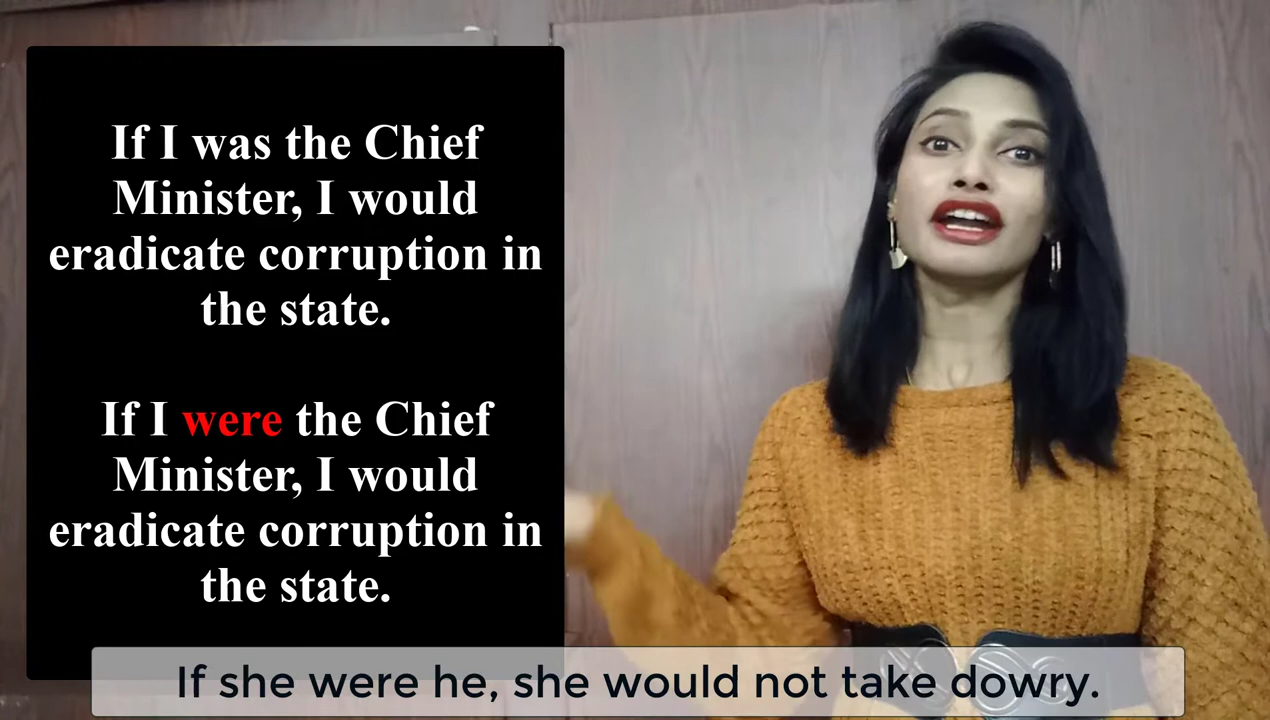 If I was the Chief
Minister, I would
eradicate corruption in
the state.
If I were the Chief
Minister, I would
eradicate corruption in
the state.
If she were he, she would not take dowry.